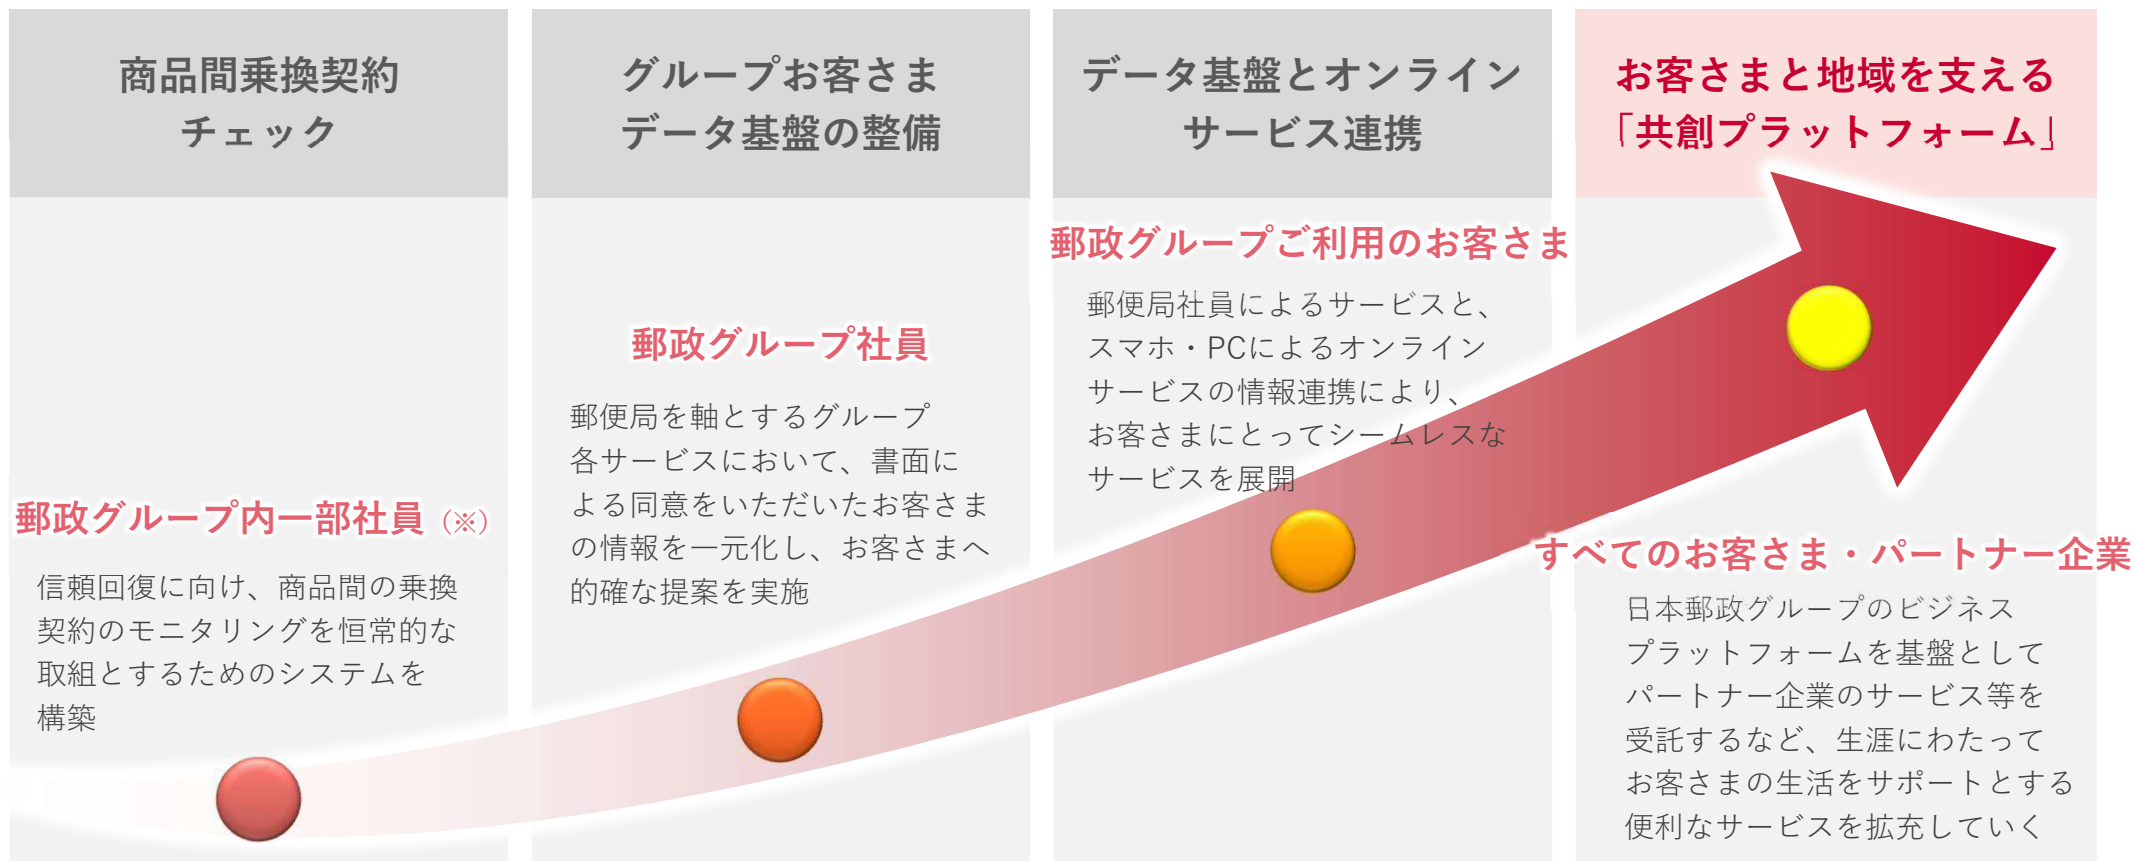 商品間乗換契約
チェック
郵政グループ内一部社員（※）
信頼回復に向け、商品間の乗換
契約のモニタリングを恒常的な
取組とするためのシステムを
構築
グループお客さま
データ基盤の整備
郵政グループ社員
郵便局を軸とするグループ
各サービスにおいて、書面に
よる同意をいただいたお客さま
の情報を一元化し、お客さまへ
的確な提案を実施
データ基盤とオンライン
サービス連携
郵政グループご利用のお客さま
郵便局社員によるサービスと、
スマホ・PCによるオンライン
サービスの情報連携により、
お客さまにとってシームレスな
サービスを展開
お客さまと地域を支える
「共創プラットフォーム」
すべてのお客さま・パートナー企業
日本郵政グループのビジネス
プラットフォームを基盤として
パートナー企業のサービス等を
受託するなど、生涯にわたって
お客さまの生活をサポートとする
便利なサービスを拡充していく